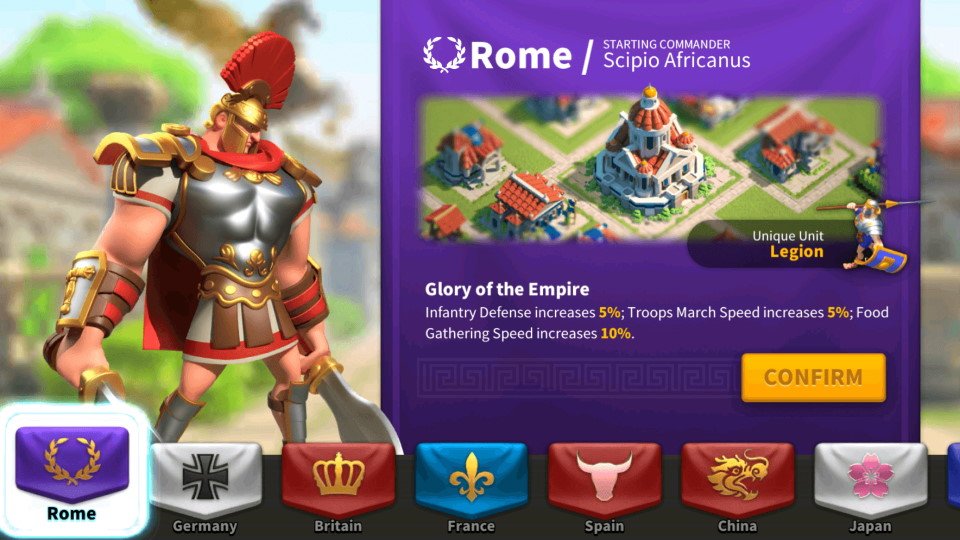 Rome /
STARTING COMMANDER
Scipio Africanus
Unique Unit
Legion
Glory of the Empire
Infantry Defense increases 5%; Troops March Speed increases 5%; Food
Gathering Speed increases 10%.
CONFIRM
Rome
Germany
Britain
France
Spain
China
Japan